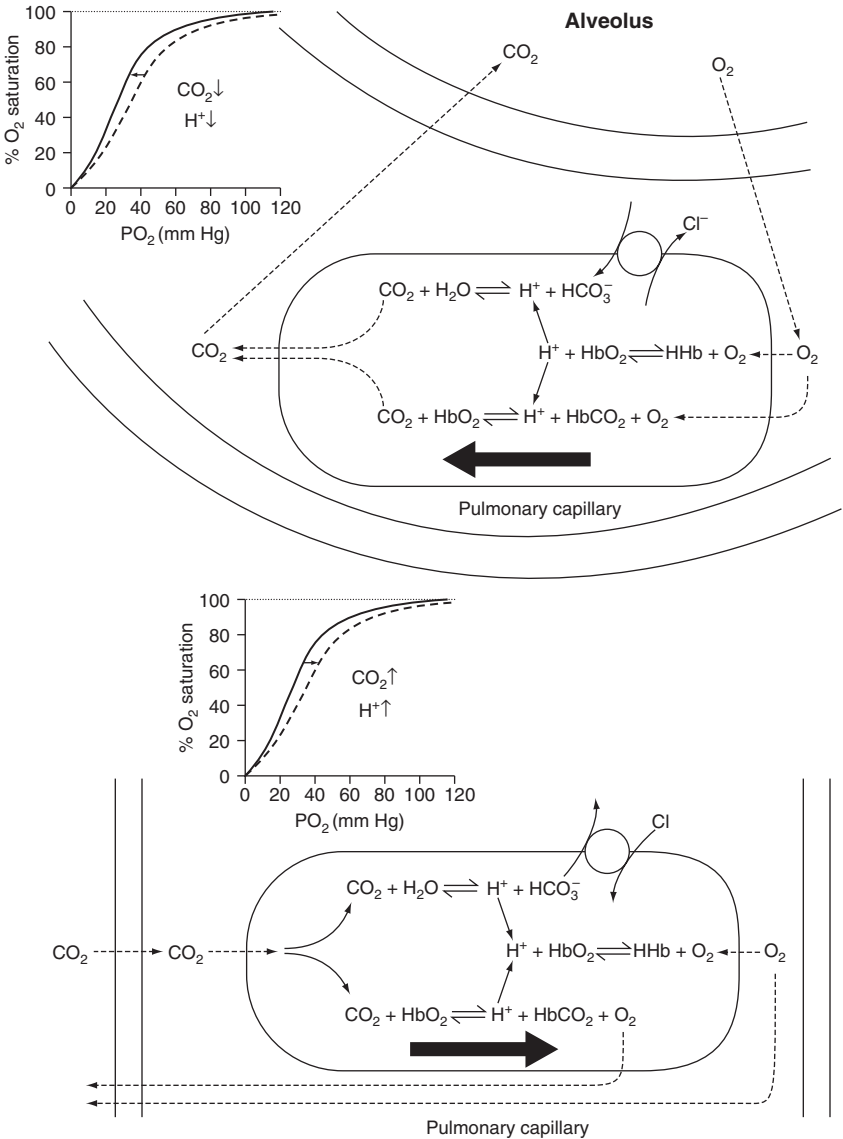 Alveolus
100
80
60
40
20
0
% O₂ saturation
CO₂↓
H⁺↓
0 20 40 60 80 100 120
PO₂ (mm Hg)
CO₂
O₂
Cl⁻
CO₂ + H₂O ⇌ H⁺ + HCO₃⁻
CO₂
H⁺ + HbO₂ ⇌ HHb + O₂
O₂
CO₂ + HbO₂ ⇌ H⁺ + HbCO₂ + O₂
Pulmonary capillary
100
80
60
40
20
0
% O₂ saturation
CO₂↑
H⁺↑
0 20 40 60 80 100 120
PO₂ (mm Hg)
Cl
CO₂ + H₂O ⇌ H⁺ + HCO₃⁻
CO₂
CO₂
H⁺ + HbO₂ ⇌ HHb + O₂
O₂
CO₂ + HbO₂ ⇌ H⁺ + HbCO₂ + O₂
Pulmonary capillary